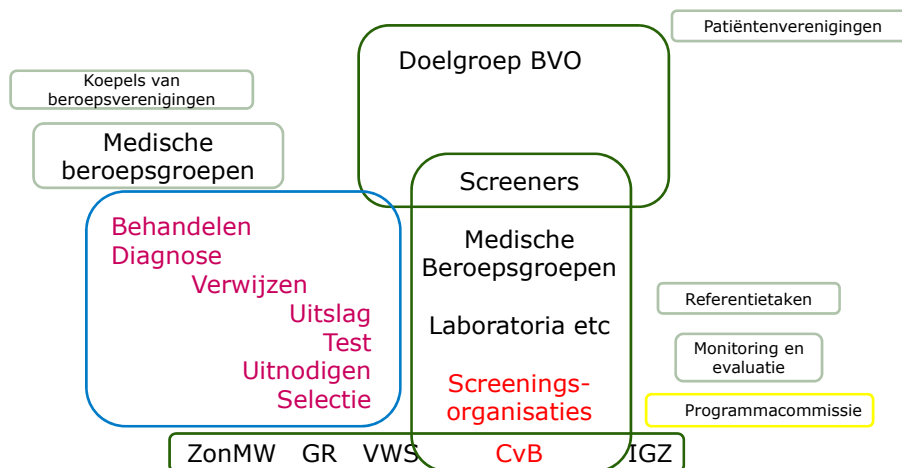 Patiëntenverenigingen
Doelgroep BVO
Koepels van
beroepsverenigingen
Medische
beroepsgroepen
Screeners
Behandelen
Diagnose
Verwijzen
Uitslag
Test
Uitnodigen
Selectie
Medische
Beroepsgroepen
Laboratoria etc
Screenings-
organisaties
Referentietaken
Monitoring en
evaluatie
Programmacommissie
ZonMW GR VWS CvB IGZ